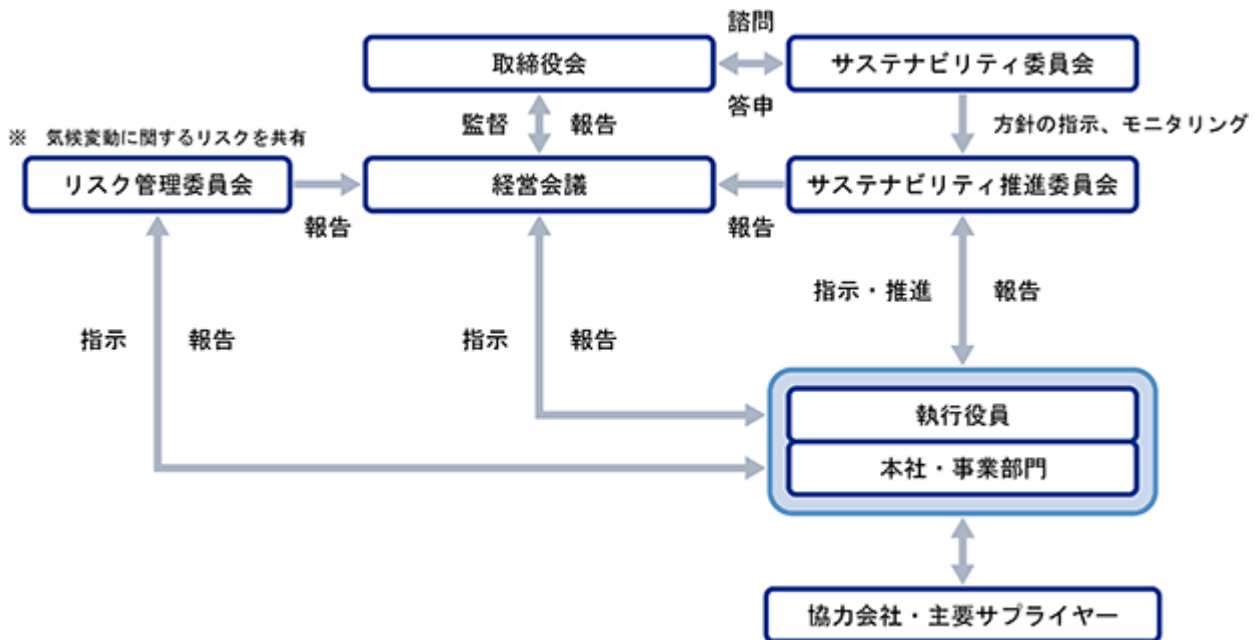 諮問
取締役会
サステナビリティ委員会
答申
監督
報告
方針の指示、モニタリング
※ 気候変動に関するリスクを共有
リスク管理委員会
経営会議
サステナビリティ推進委員会
報告
報告
指示・推進
報告
指示
報告
指示
報告
執行役員
本社・事業部門
協力会社・主要サプライヤー